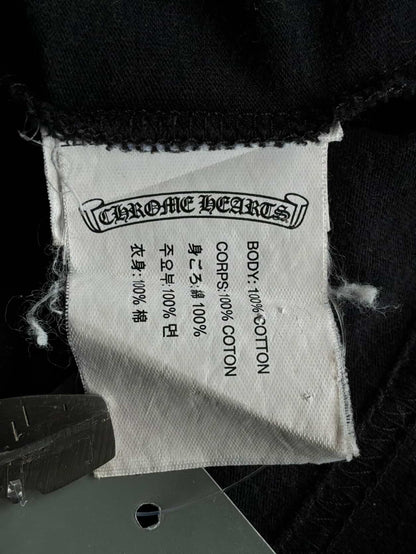 CHROME HEARTS
BODY: 100% COTTON
CORPS:100% COTON
身ごろ:綿 100%
주요부:100% 면
衣身: 100% 棉